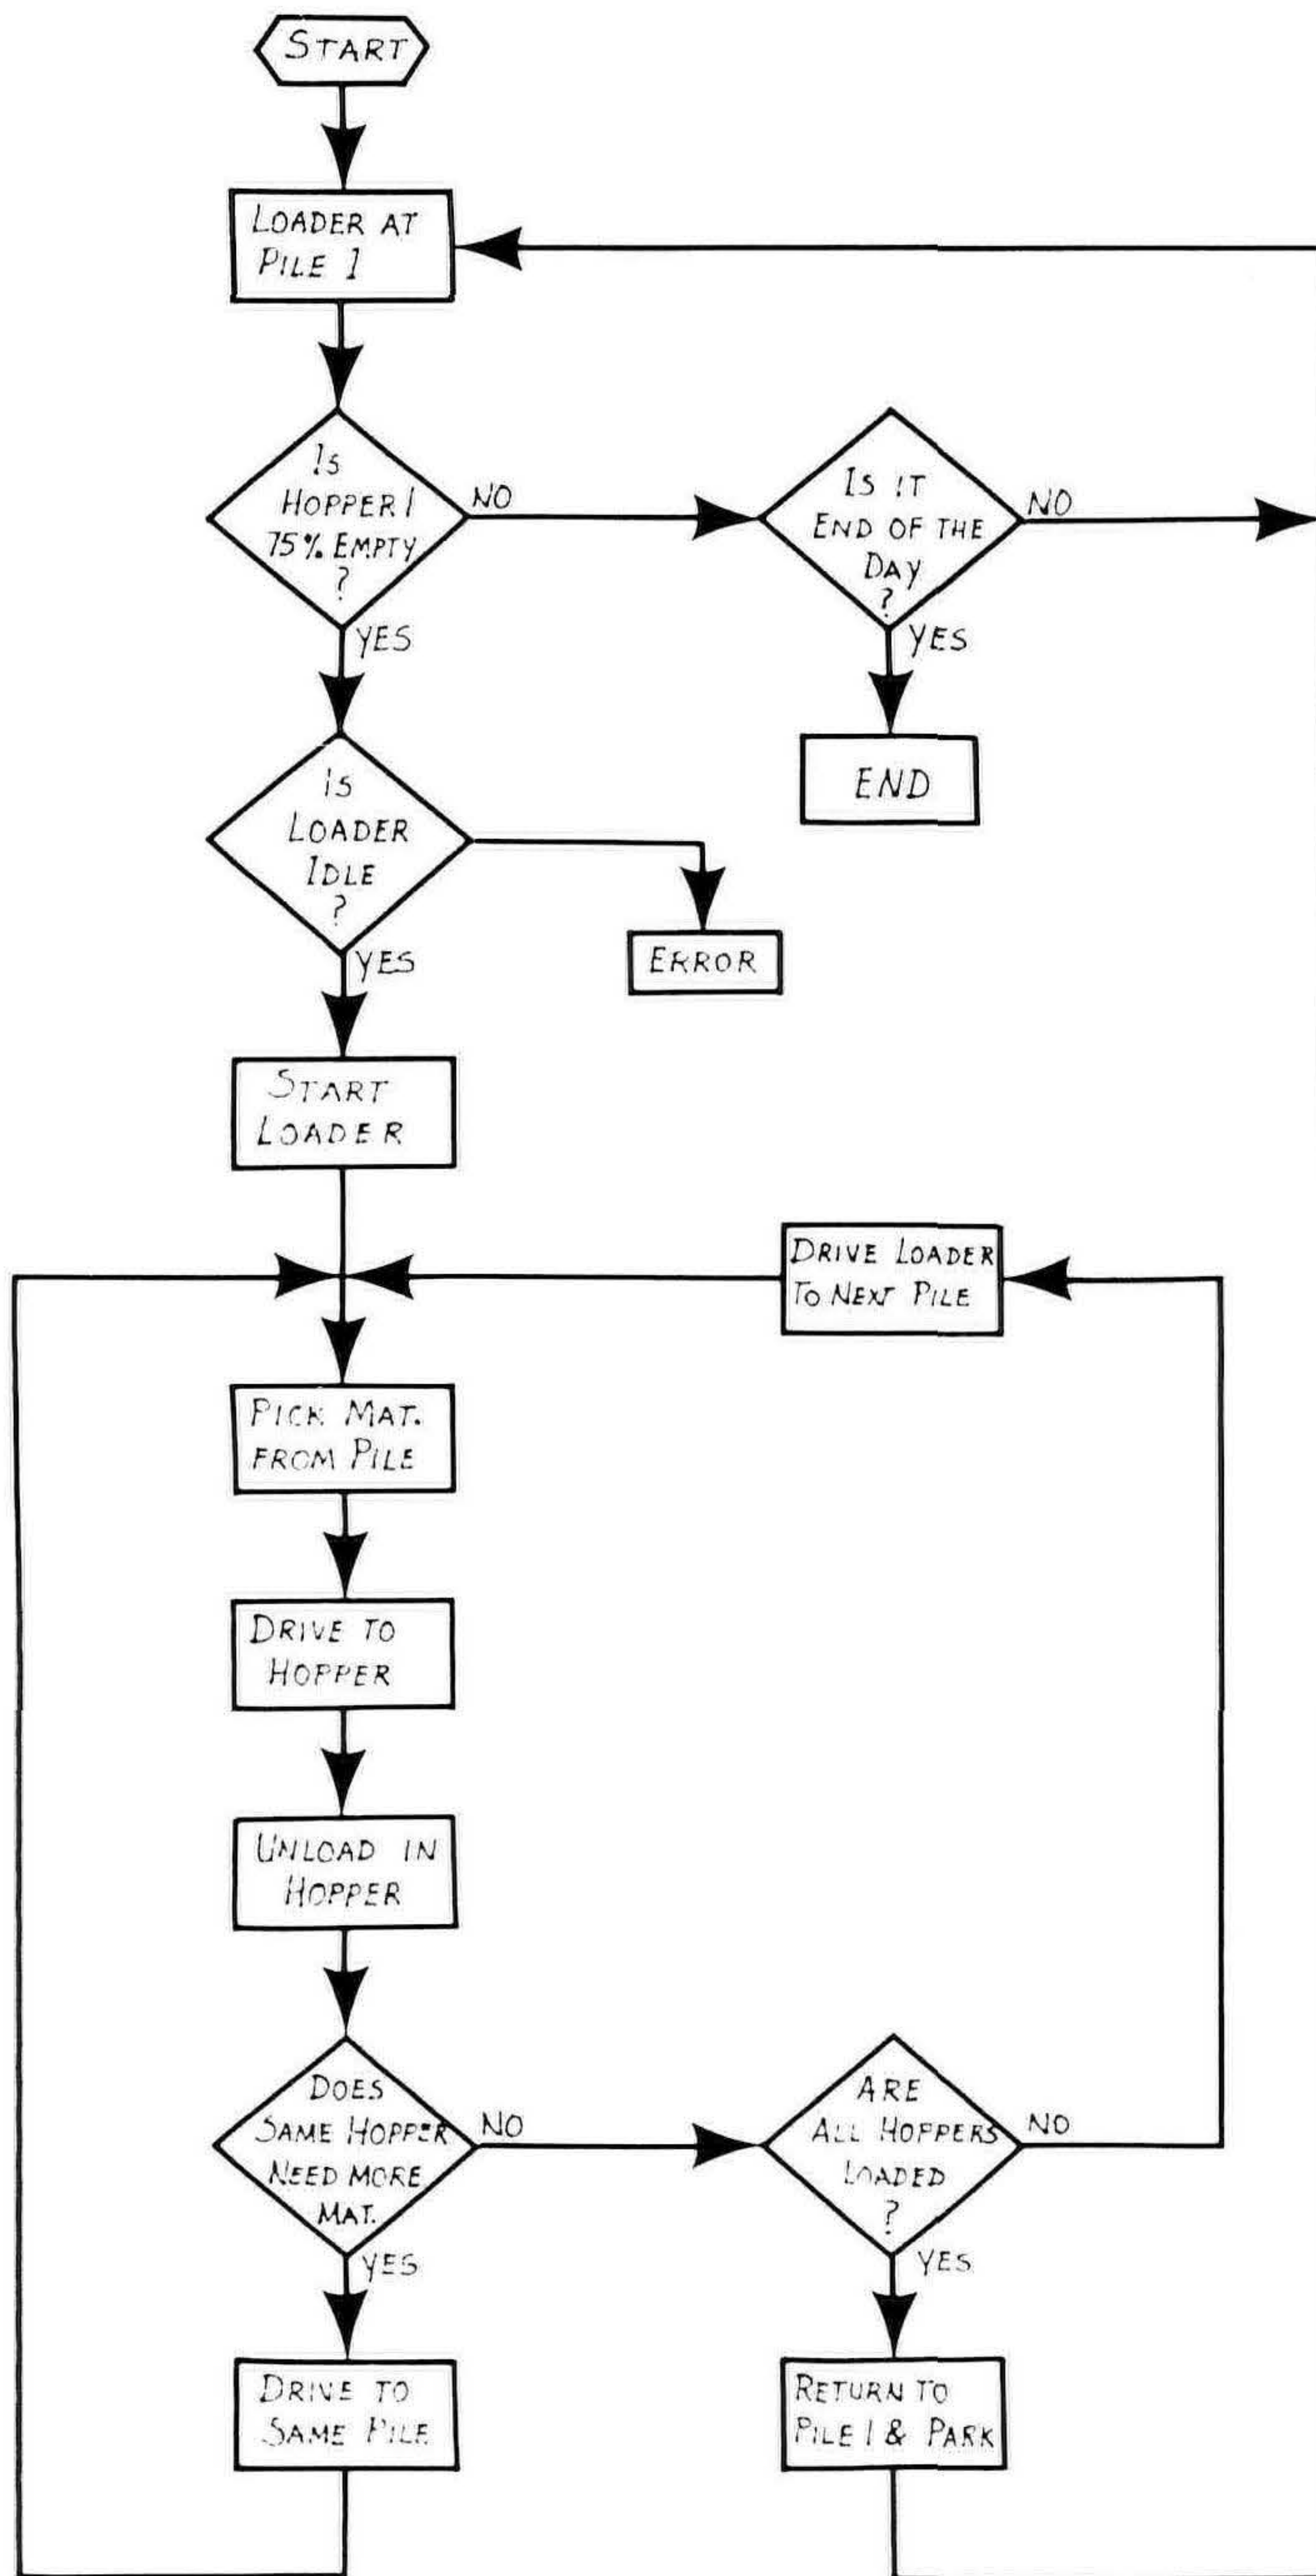 START
LOADER AT
PILE 1
IS
HOPPER 1
75% EMPTY
?
NO
IS IT
END OF THE
DAY
?
NO
YES
YES
END
IS
LOADER
IDLE
?
ERROR
YES
START
LOADER
DRIVE LOADER
TO NEXT PILE
PICK MAT.
FROM PILE
DRIVE TO
HOPPER
UNLOAD IN
HOPPER
DOES
SAME HOPPER
NEED MORE
MAT.
NO
ARE
ALL HOPPERS
LOADED
?
NO
YES
YES
DRIVE TO
SAME PILE
RETURN TO
PILE 1 & PARK